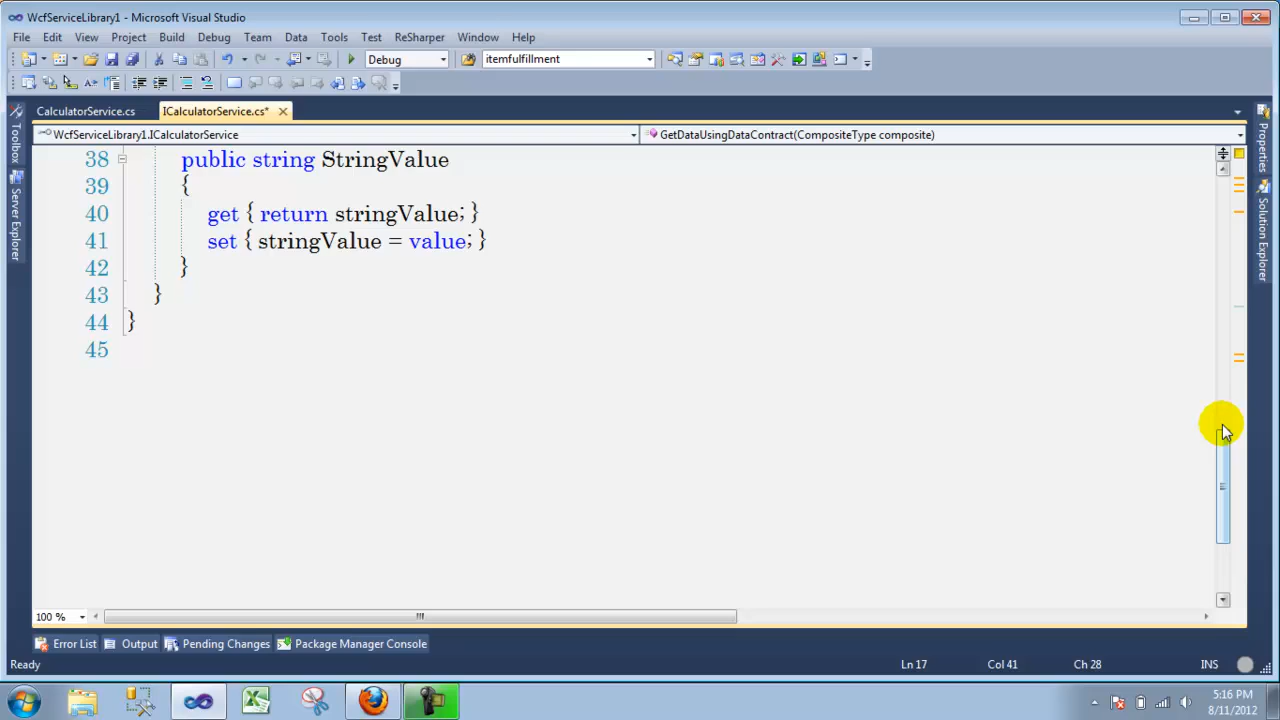 WcfServiceLibrary1 - Microsoft Visual Studio
File Edit View Project Build Debug Team Data Tools Test ReSharper Window Help
Debug itemfulfillment
CalculatorService.cs ICalculatorService.cs*
WcfServiceLibrary1.ICalculatorService GetDataUsingDataContract(CompositeType composite)
Toolbox
Server Explorer
38 public string StringValue
39 {
40 get { return stringValue; }
41 set { stringValue = value; }
42 }
43 }
44 }
45
Properties
Solution Explorer
100 %
Error List Output Pending Changes Package Manager Console
Ready Ln 17 Col 41 Ch 28 INS
5:16 PM
8/11/2012